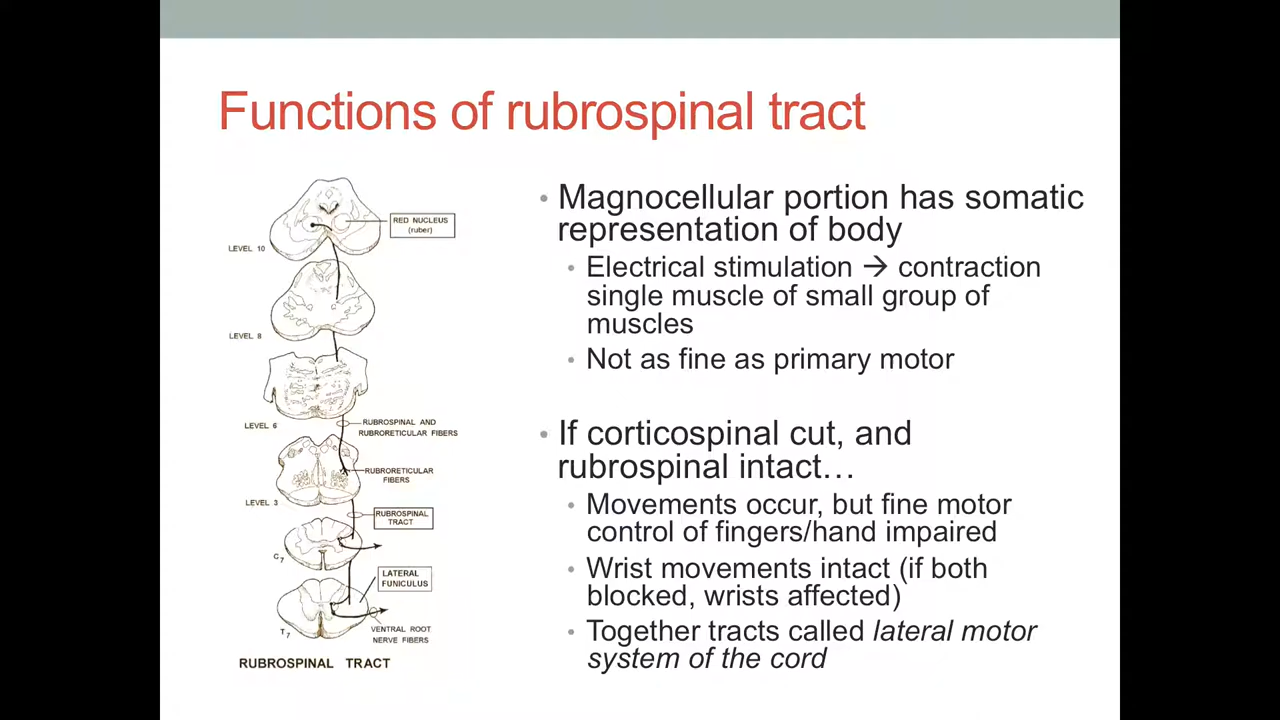 Functions of rubrospinal tract
RED NUCLEUS
(ruber)
LEVEL 10
LEVEL 8
LEVEL 6
RUBROSPINAL AND
RUBRORETICULAR FIBERS
RUBRORETICULAR
FIBERS
LEVEL 3
RUBROSPINAL
TRACT
C7
LATERAL
FUNICULUS
T7
VENTRAL ROOT
NERVE FIBERS
RUBROSPINAL TRACT
• Magnocellular portion has somatic
representation of body
• Electrical stimulation → contraction
single muscle of small group of
muscles
• Not as fine as primary motor
• If corticospinal cut, and
rubrospinal intact…
• Movements occur, but fine motor
control of fingers/hand impaired
• Wrist movements intact (if both
blocked, wrists affected)
• Together tracts called lateral motor
system of the cord